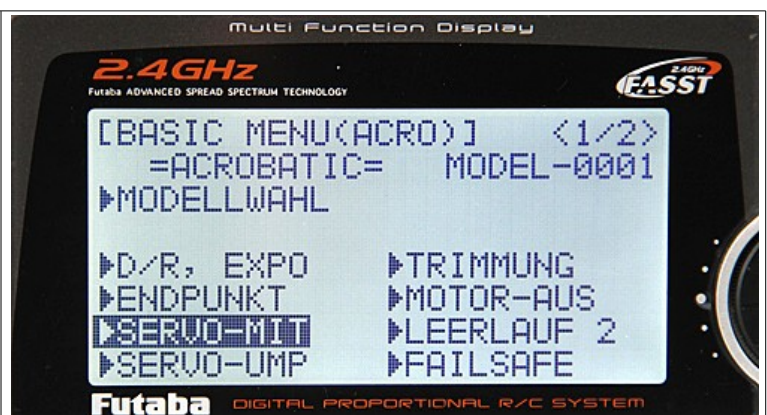 Multi Function Display
2.4GHz
Futaba ADVANCED SPREAD SPECTRUM TECHNOLOGY
2.4GHz
FASST
[BASIC MENU(ACRO)] <1/2>
=ACROBATIC= MODEL-0001
▶MODELLWAHL
▶D/R, EXPO ▶TRIMMUNG
▶ENDPUNKT ▶MOTOR-AUS
▶SERVO-MIT ▶LEERLAUF 2
▶SERVO-UMP ▶FAILSAFE
Futaba DIGITAL PROPORTIONAL R/C SYSTEM